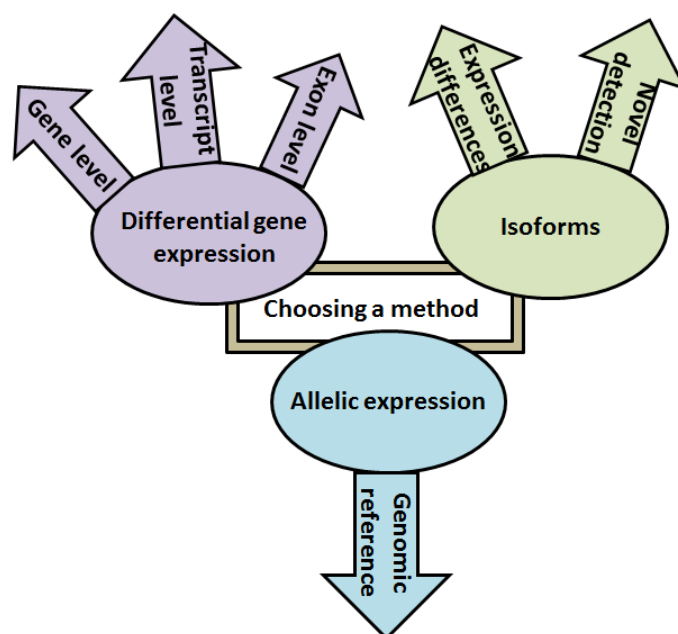 Gene level
Transcript
level
Exon level
Expression
differences
Novel
detection
Differential gene
expression
Isoforms
Choosing a method
Allelic expression
Genomic
reference